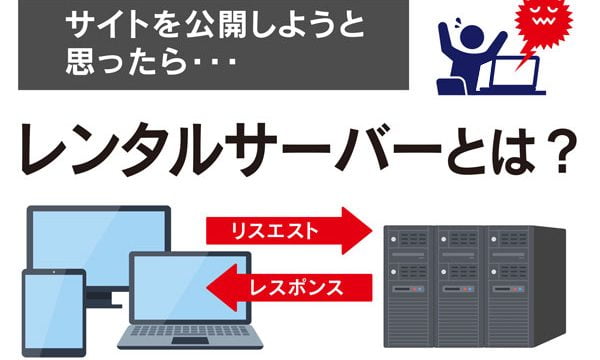 サイトを公開しようと
思ったら･･･
レンタルサーバーとは？
リスエスト
レスポンス